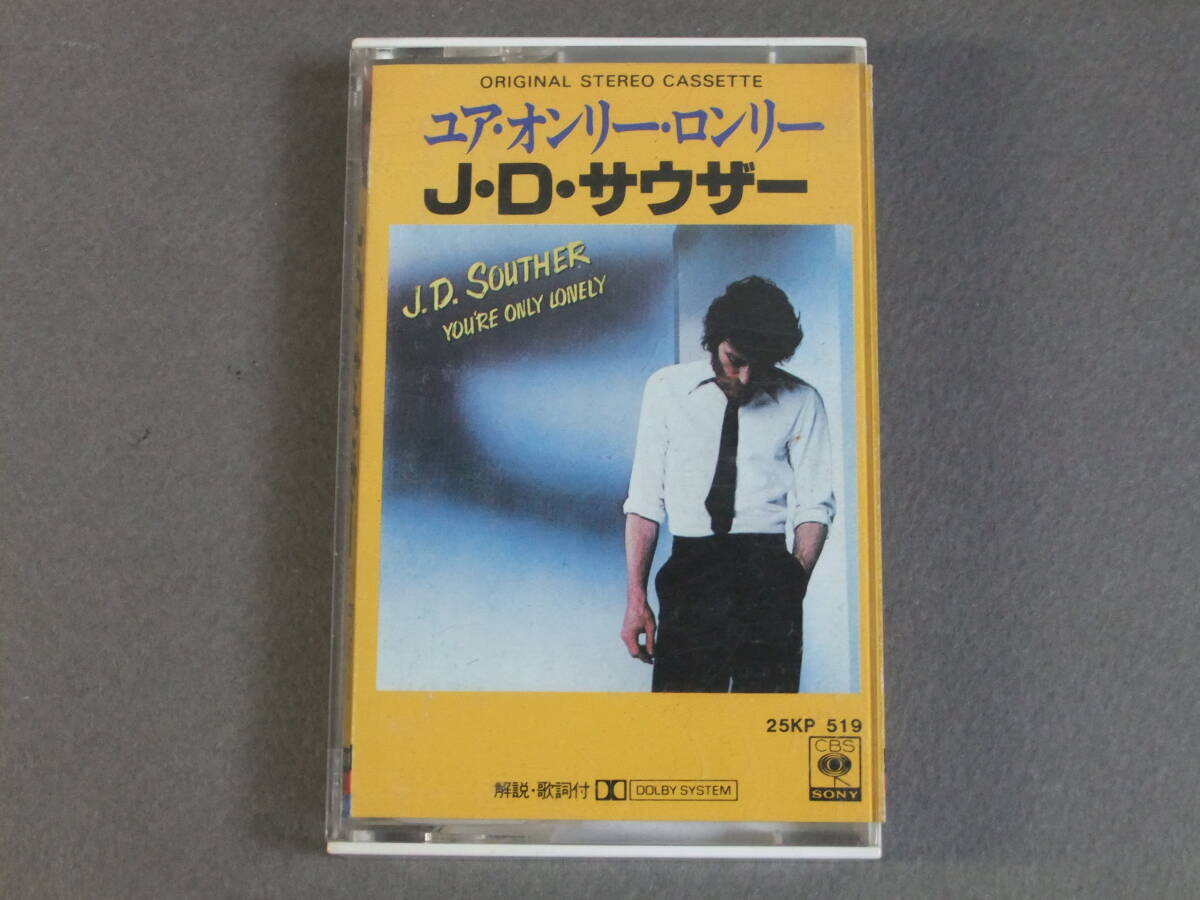 ORIGINAL STEREO CASSETTE
ユア・オンリー・ロンリー
J・D・サウザー
J.D. SOUTHER
YOU'RE ONLY LONELY
25KP 519
CBS
SONY
解説・歌詞付 DOLBY SYSTEM